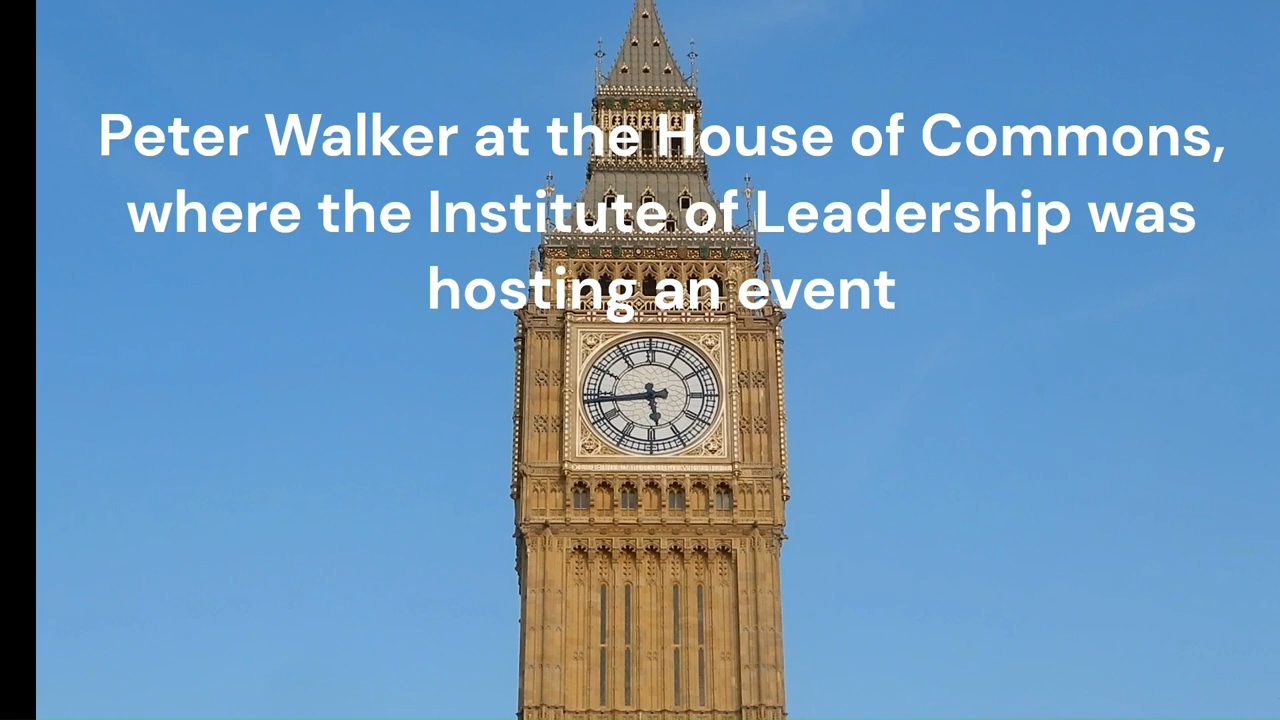 Peter Walker at the House of Commons,
where the Institute of Leadership was
hosting an event